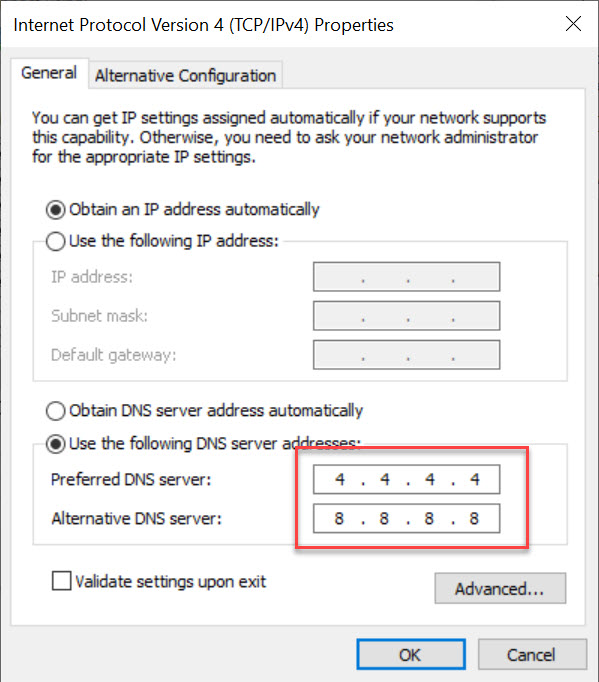 Internet Protocol Version 4 (TCP/IPv4) Properties
General
Alternative Configuration
You can get IP settings assigned automatically if your network supports
this capability. Otherwise, you need to ask your network administrator
for the appropriate IP settings.
Obtain an IP address automatically
Use the following IP address:
IP address: . . .
Subnet mask: . . .
Default gateway: . . .
Obtain DNS server address automatically
Use the following DNS server addresses:
Preferred DNS server: 4 . 4 . 4 . 4
Alternative DNS server: 8 . 8 . 8 . 8
Validate settings upon exit
Advanced...
OK Cancel